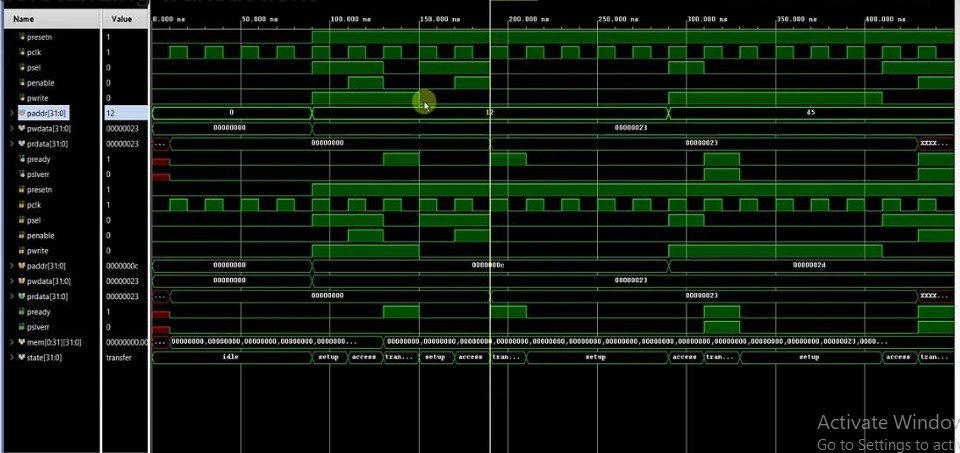 Name Value 0.000 ns 50.000 ns 100.000 ns 150.000 ns 200.000 ns 250.000 ns 300.000 ns 350.000 ns 400.000 ns
presetn 1
pclk 1
psel 0
penable 0
pwrite 0
paddr[31:0] 12 0 12 45
pwdata[31:0] 00000023 00000000 00000023
prdata[31:0] 00000023 ... 00000000 00000023 XXXX...
pready 1
pslverr 0
presetn 1
pclk 1
psel 0
penable 0
pwrite 0
paddr[31:0] 0000000c 00000000 0000000c 0000002d
pwdata[31:0] 00000023 00000000 00000023
prdata[31:0] 00000023 ... 00000000 00000023 XXXX...
pready 1
pslverr 0
mem[0:31][31:0] 00000000,00 00000000,00000000,00000000,00000000,00000000... 00000000,00000000,00000000,00000000,00000000,00000000,00000000,00000000,00000000,00000000,00000000,00000000,00000023,0000...
state[31:0] transfer idle setup access tran... setup access tran... setup access tran... setup access tran...
Activate Window
Go to Settings to acti